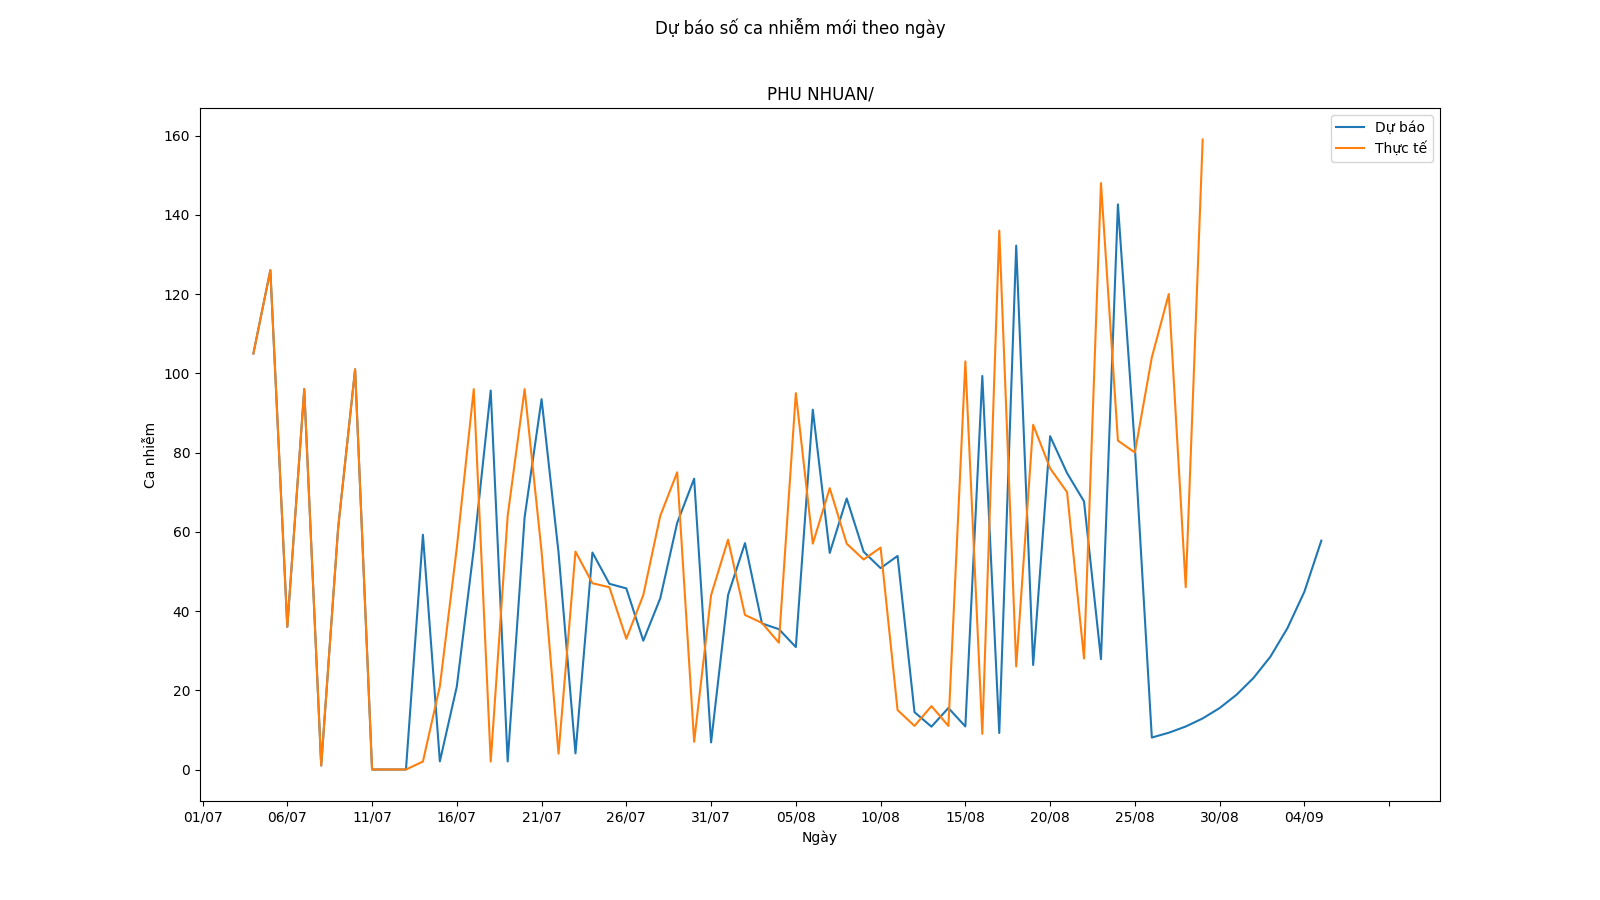 Dự báo số ca nhiễm mới theo ngày
PHU NHUAN/
Dự báo
Thực tế
160
140
120
100
80
60
40
20
0
Ca nhiễm
01/07 06/07 11/07 16/07 21/07 26/07 31/07 05/08 10/08 15/08 20/08 25/08 30/08 04/09
Ngày